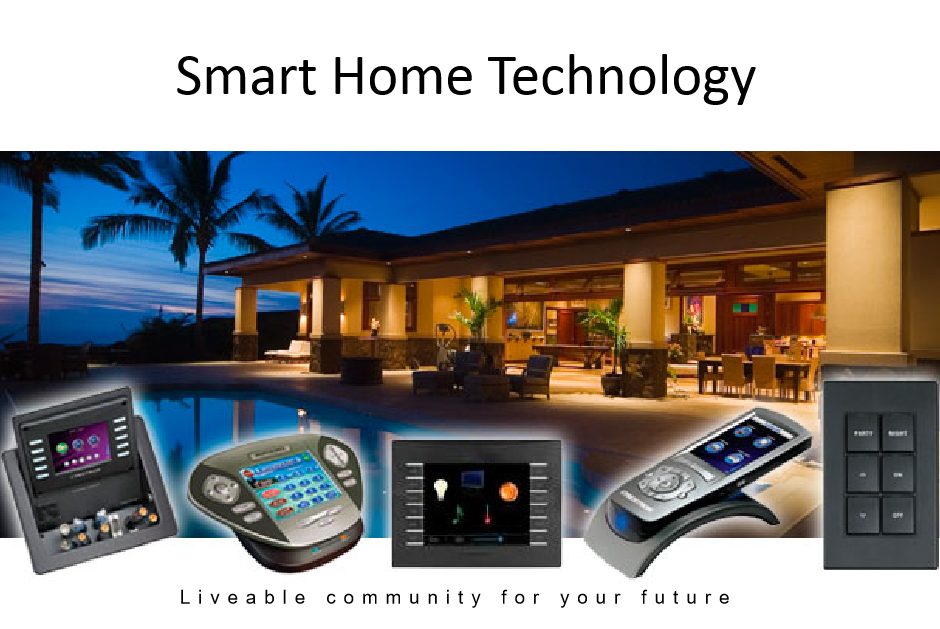 Smart Home Technology
PARTY NIGHT
ON
OFF
Liveable community for your future